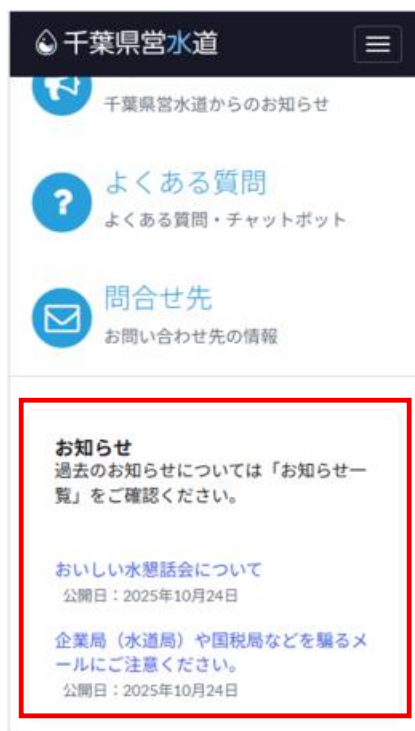 千葉県営水道
千葉県営水道からのお知らせ
よくある質問
よくある質問・チャットボット
問合せ先
お問い合わせ先の情報
お知らせ
過去のお知らせについては「お知らせ一
覧」をご確認ください。
おいしい水懇話会について
公開日：2025年10月24日
企業局（水道局）や国税局などを騙るメ
ールにご注意ください。
公開日：2025年10月24日